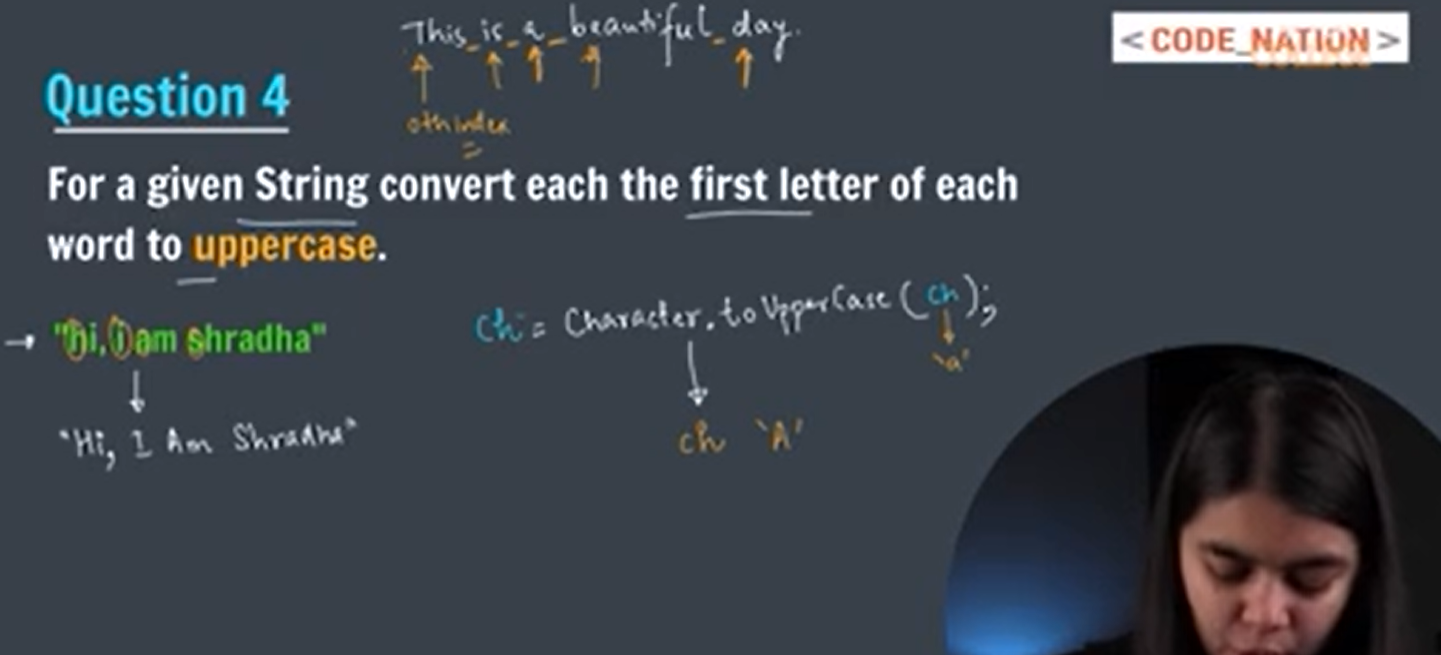 This_is_a_beautiful_day.
< CODE_NATION >
Question 4
0th index
For a given String convert each the first letter of each
word to uppercase.
"hi, i am shradha"
ch = Character.toUpperCase(ch);
'a'
"Hi, I Am Shradha"
ch 'A'